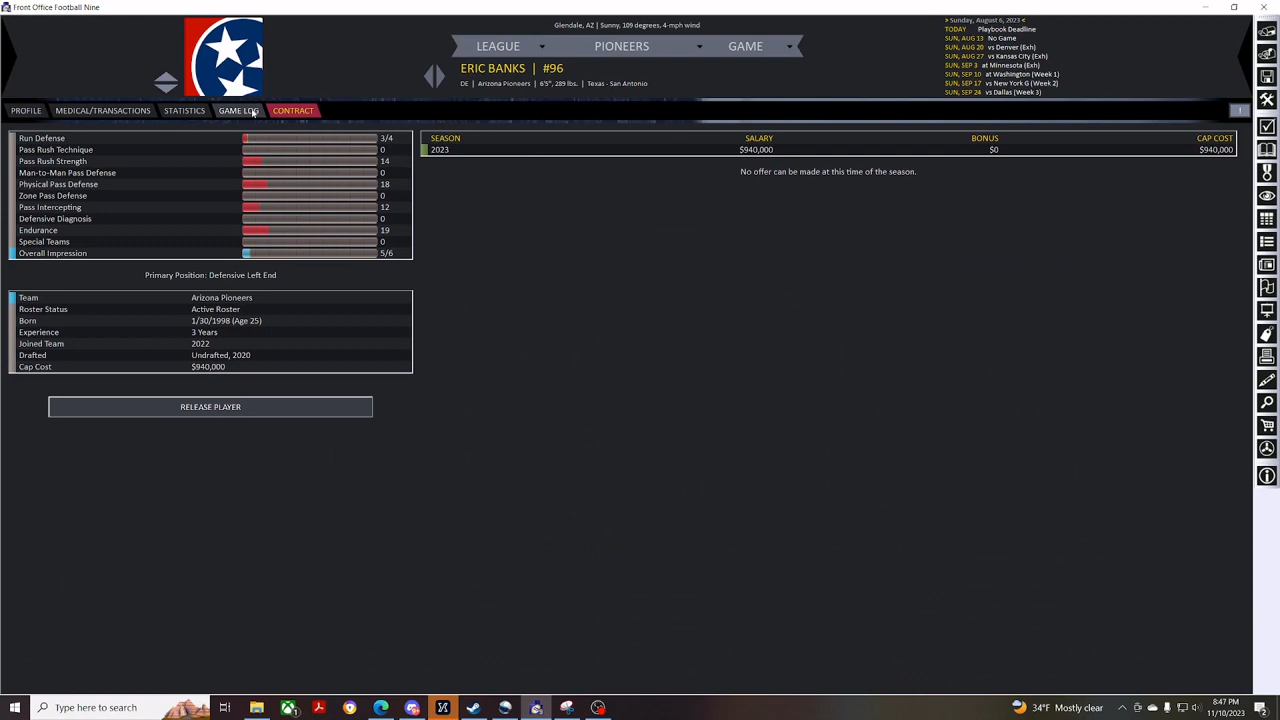 Front Office Football Nine
Glendale, AZ | Sunny, 109 degrees, 4-mph wind
LEAGUE PIONEERS GAME
ERIC BANKS | #96
DE | Arizona Pioneers | 6'5", 289 lbs. | Texas - San Antonio
> Sunday, August 6, 2023 <
TODAY Playbook Deadline
SUN, AUG 13 No Game
SUN, AUG 20 vs Denver (Exh)
SUN, AUG 27 vs Kansas City (Exh)
SUN, SEP 3 at Minnesota (Exh)
SUN, SEP 10 at Washington (Week 1)
SUN, SEP 17 vs New York G (Week 2)
SUN, SEP 24 vs Dallas (Week 3)
PROFILE MEDICAL/TRANSACTIONS STATISTICS GAME LOG CONTRACT
Run Defense 3/4
Pass Rush Technique 0
Pass Rush Strength 14
Man-to-Man Pass Defense 0
Physical Pass Defense 18
Zone Pass Defense 0
Pass Intercepting 12
Defensive Diagnosis 0
Endurance 19
Special Teams 0
Overall Impression 5/6
Primary Position: Defensive Left End
Team Arizona Pioneers
Roster Status Active Roster
Born 1/30/1998 (Age 25)
Experience 3 Years
Joined Team 2022
Drafted Undrafted, 2020
Cap Cost $940,000
RELEASE PLAYER
SEASON SALARY BONUS CAP COST
2023 $940,000 $0 $940,000
No offer can be made at this time of the season.
Type here to search
34°F Mostly clear
8:47 PM
11/10/2023